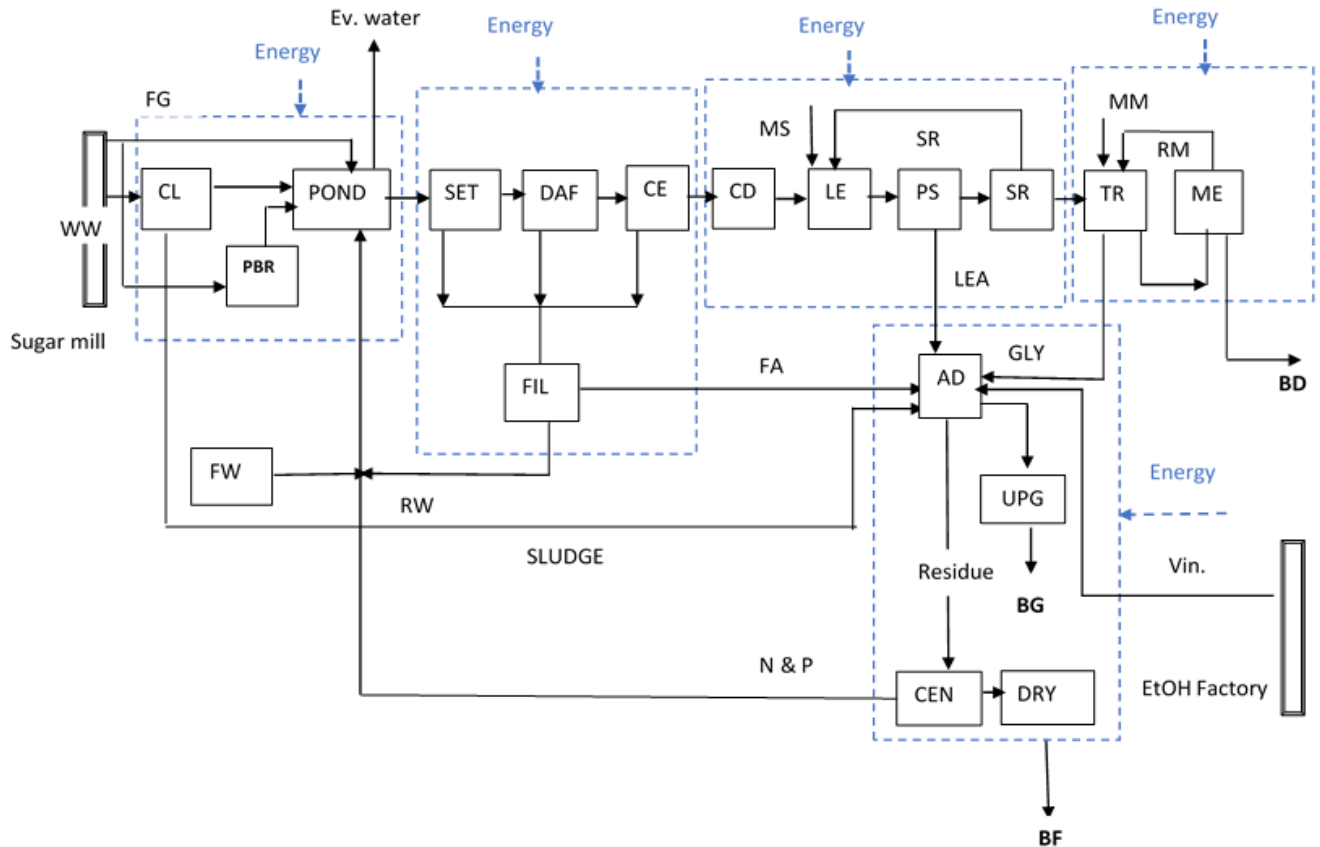 Ev. water
Energy
Energy
Energy
Energy
FG
MS
SR
MM
RM
CL
POND
SET
DAF
CE
CD
LE
PS
SR
TR
ME
WW
PBR
Sugar mill
LEA
FIL
FA
AD
GLY
BD
FW
RW
UPG
Energy
SLUDGE
Residue
BG
Vin.
N & P
CEN
DRY
EtOH Factory
BF